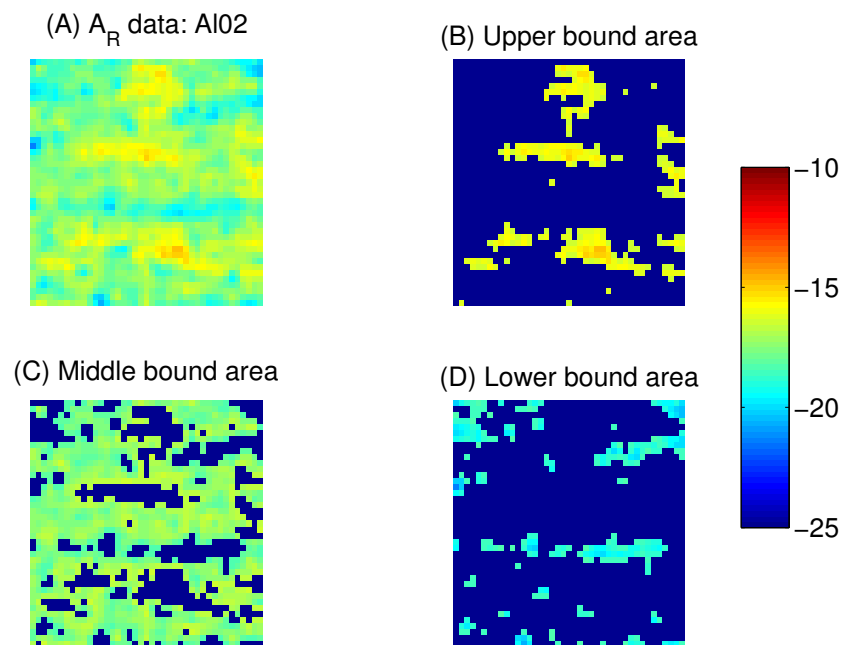 (A) A_R data: Al02
(B) Upper bound area
−10
−15
−20
−25
(C) Middle bound area
(D) Lower bound area